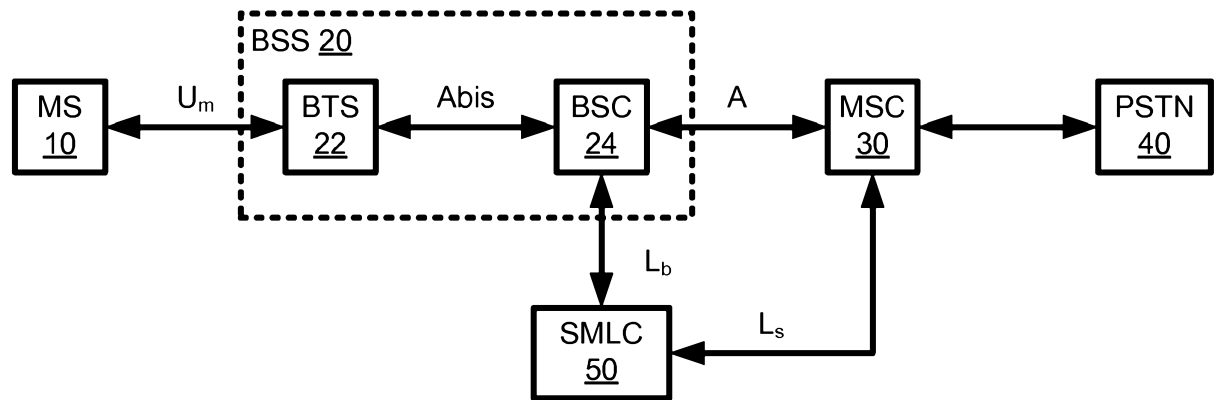 BSS 20
MS
10
Um
BTS
22
Abis
BSC
24
A
MSC
30
PSTN
40
Lb
SMLC
50
Ls